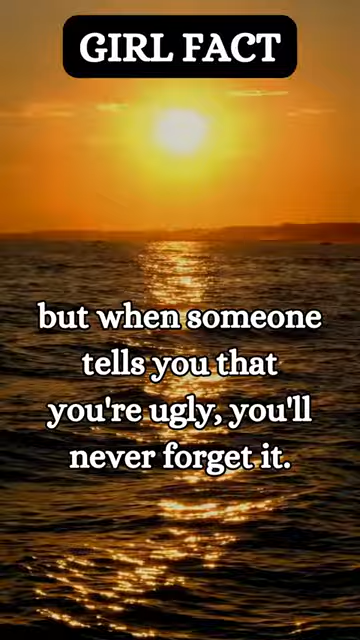 GIRL FACT
but when someone
tells you that
you're ugly, you'll
never forget it.